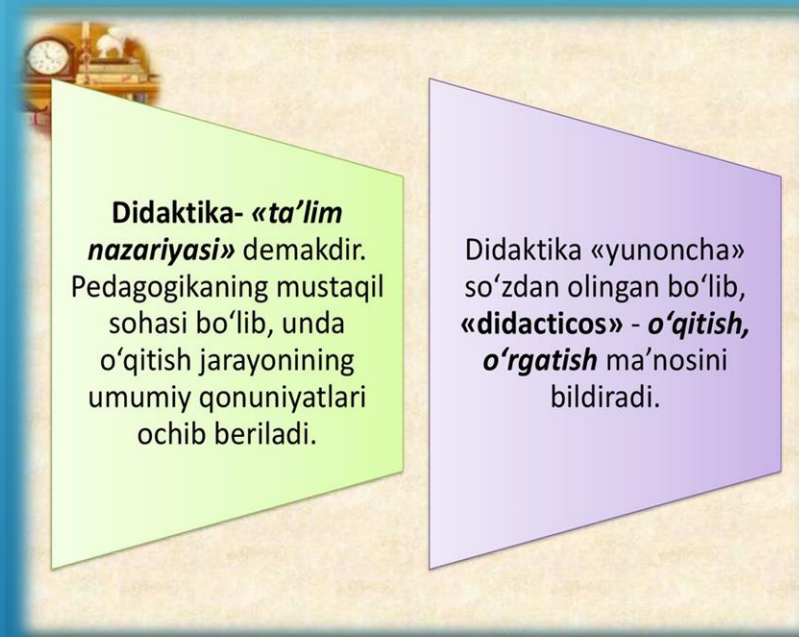 Didaktika- «ta’lim
nazariyasi» demakdir.
Pedagogikaning mustaqil
sohasi bo‘lib, unda
o‘qitish jarayonining
umumiy qonuniyatlari
ochib beriladi.
Didaktika «yunoncha»
so‘zdan olingan bo‘lib,
«didacticos» - o‘qitish,
o‘rgatish ma’nosini
bildiradi.